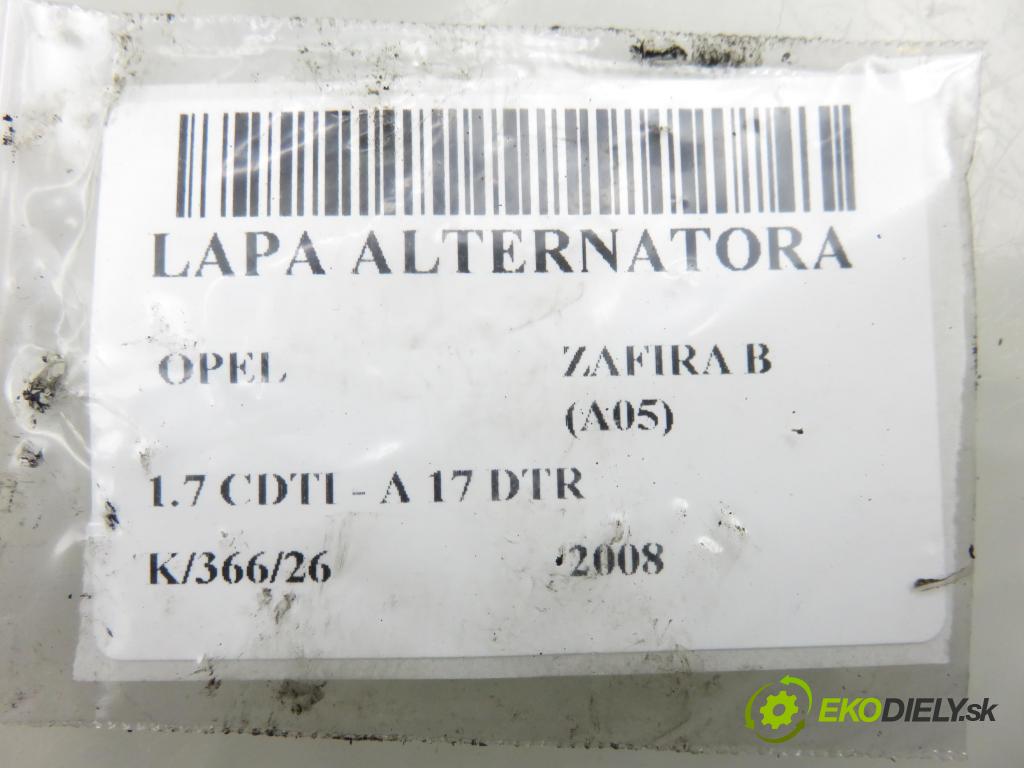 LAPA ALTERNATORA
OPEL ZAFIRA B
(A05)
1.7 CDTI - A 17 DTR
K/366/26 2008
EKODIELY.sk